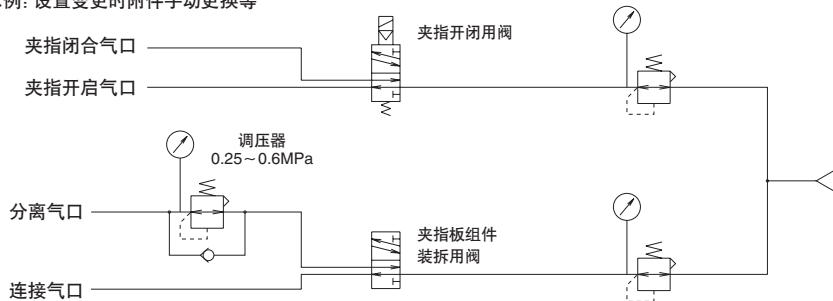 例：设置变更时附件手动更换等
夹指闭合气口
夹指开闭用阀
夹指开启气口
调压器
0.25～0.6MPa
分离气口
夹指板组件
装拆用阀
连接气口